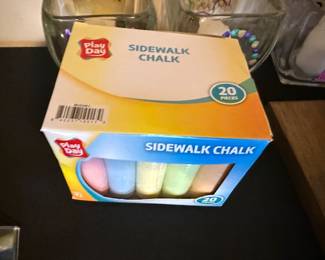 Play
Day
SIDEWALK
CHALK
20
PIECES
Play
Day
SIDEWALK CHALK
20